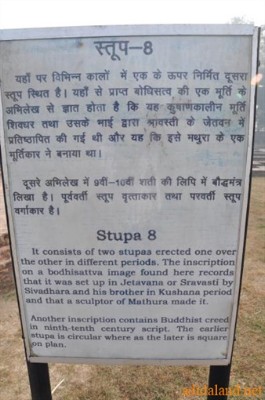 स्तूप-8
यहाँ पर विभिन्न कालों में एक के ऊपर निर्मित दूसरा
स्तूप स्थित है। यहाँ से प्राप्त बोधिसत्व की एक मूर्ति के
अभिलेख से ज्ञात होता है कि यह कुषाणकालीन मूर्ति
शिवधर तथा उसके भाई द्वारा श्रावस्ती के जेतवन में
प्रतिष्ठापित की गई थी और यह कि इसे मथुरा के एक
मूर्तिकार ने बनाया था।
दूसरे अभिलेख में 9वीं-10वीं शती की लिपि में बौद्धमंत्र
लिखा है। पूर्ववर्ती स्तूप वृत्ताकार तथा परवर्ती स्तूप
वर्गाकार है।
Stupa 8
It consists of two stupas erected one over
the other in different periods. The inscription
on a bodhisattva image found here records
that it was set up in Jetavana or Sravasti by
Sivadhara and his brother in Kushana period
and that a sculptor of Mathura made it.
Another inscription contains Buddhist creed
in ninth-tenth century script. The earlier
stupa is circular where as the later is square
on plan.